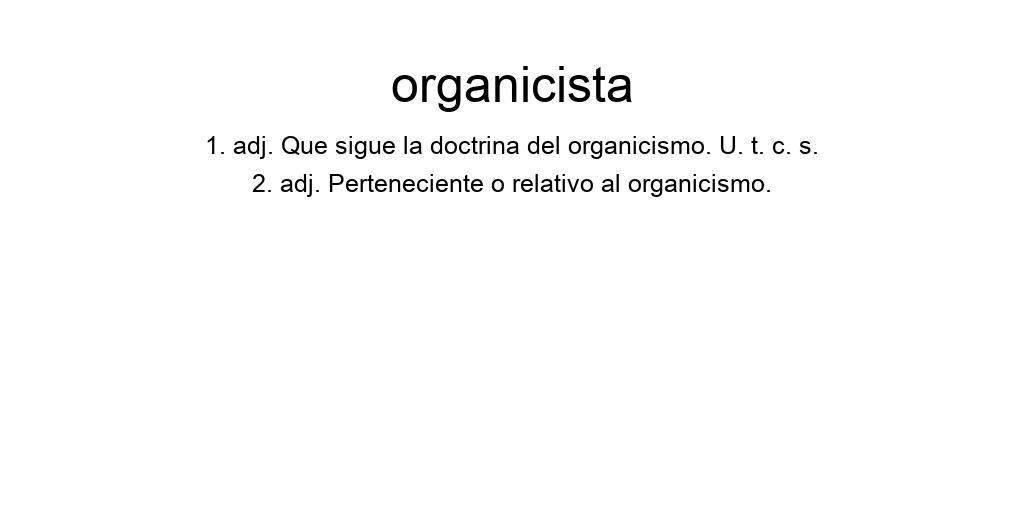 organicista
1. adj. Que sigue la doctrina del organicismo. U. t. c. s.
2. adj. Perteneciente o relativo al organicismo.